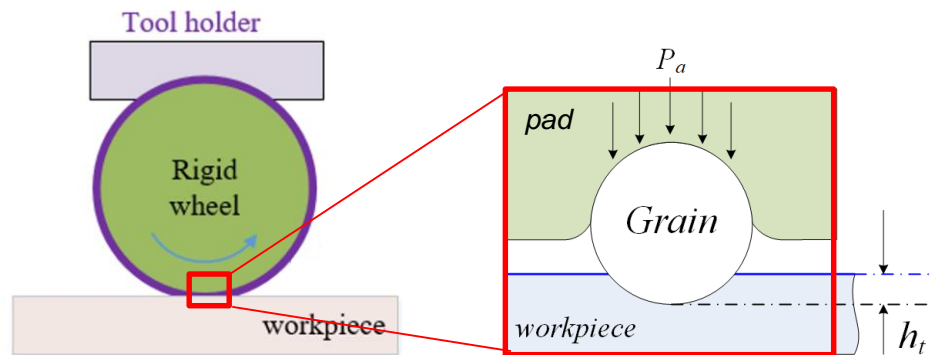 Tool holder
Rigid
wheel
workpiece
P_a
pad
Grain
workpiece
h_t